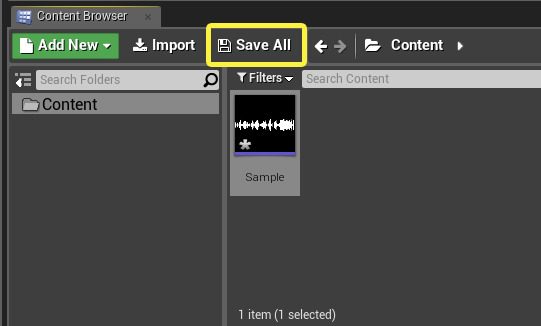 Content Browser
Add New Import Save All Content
Search Folders
Filters Search Content
Content
Sample
1 item (1 selected)